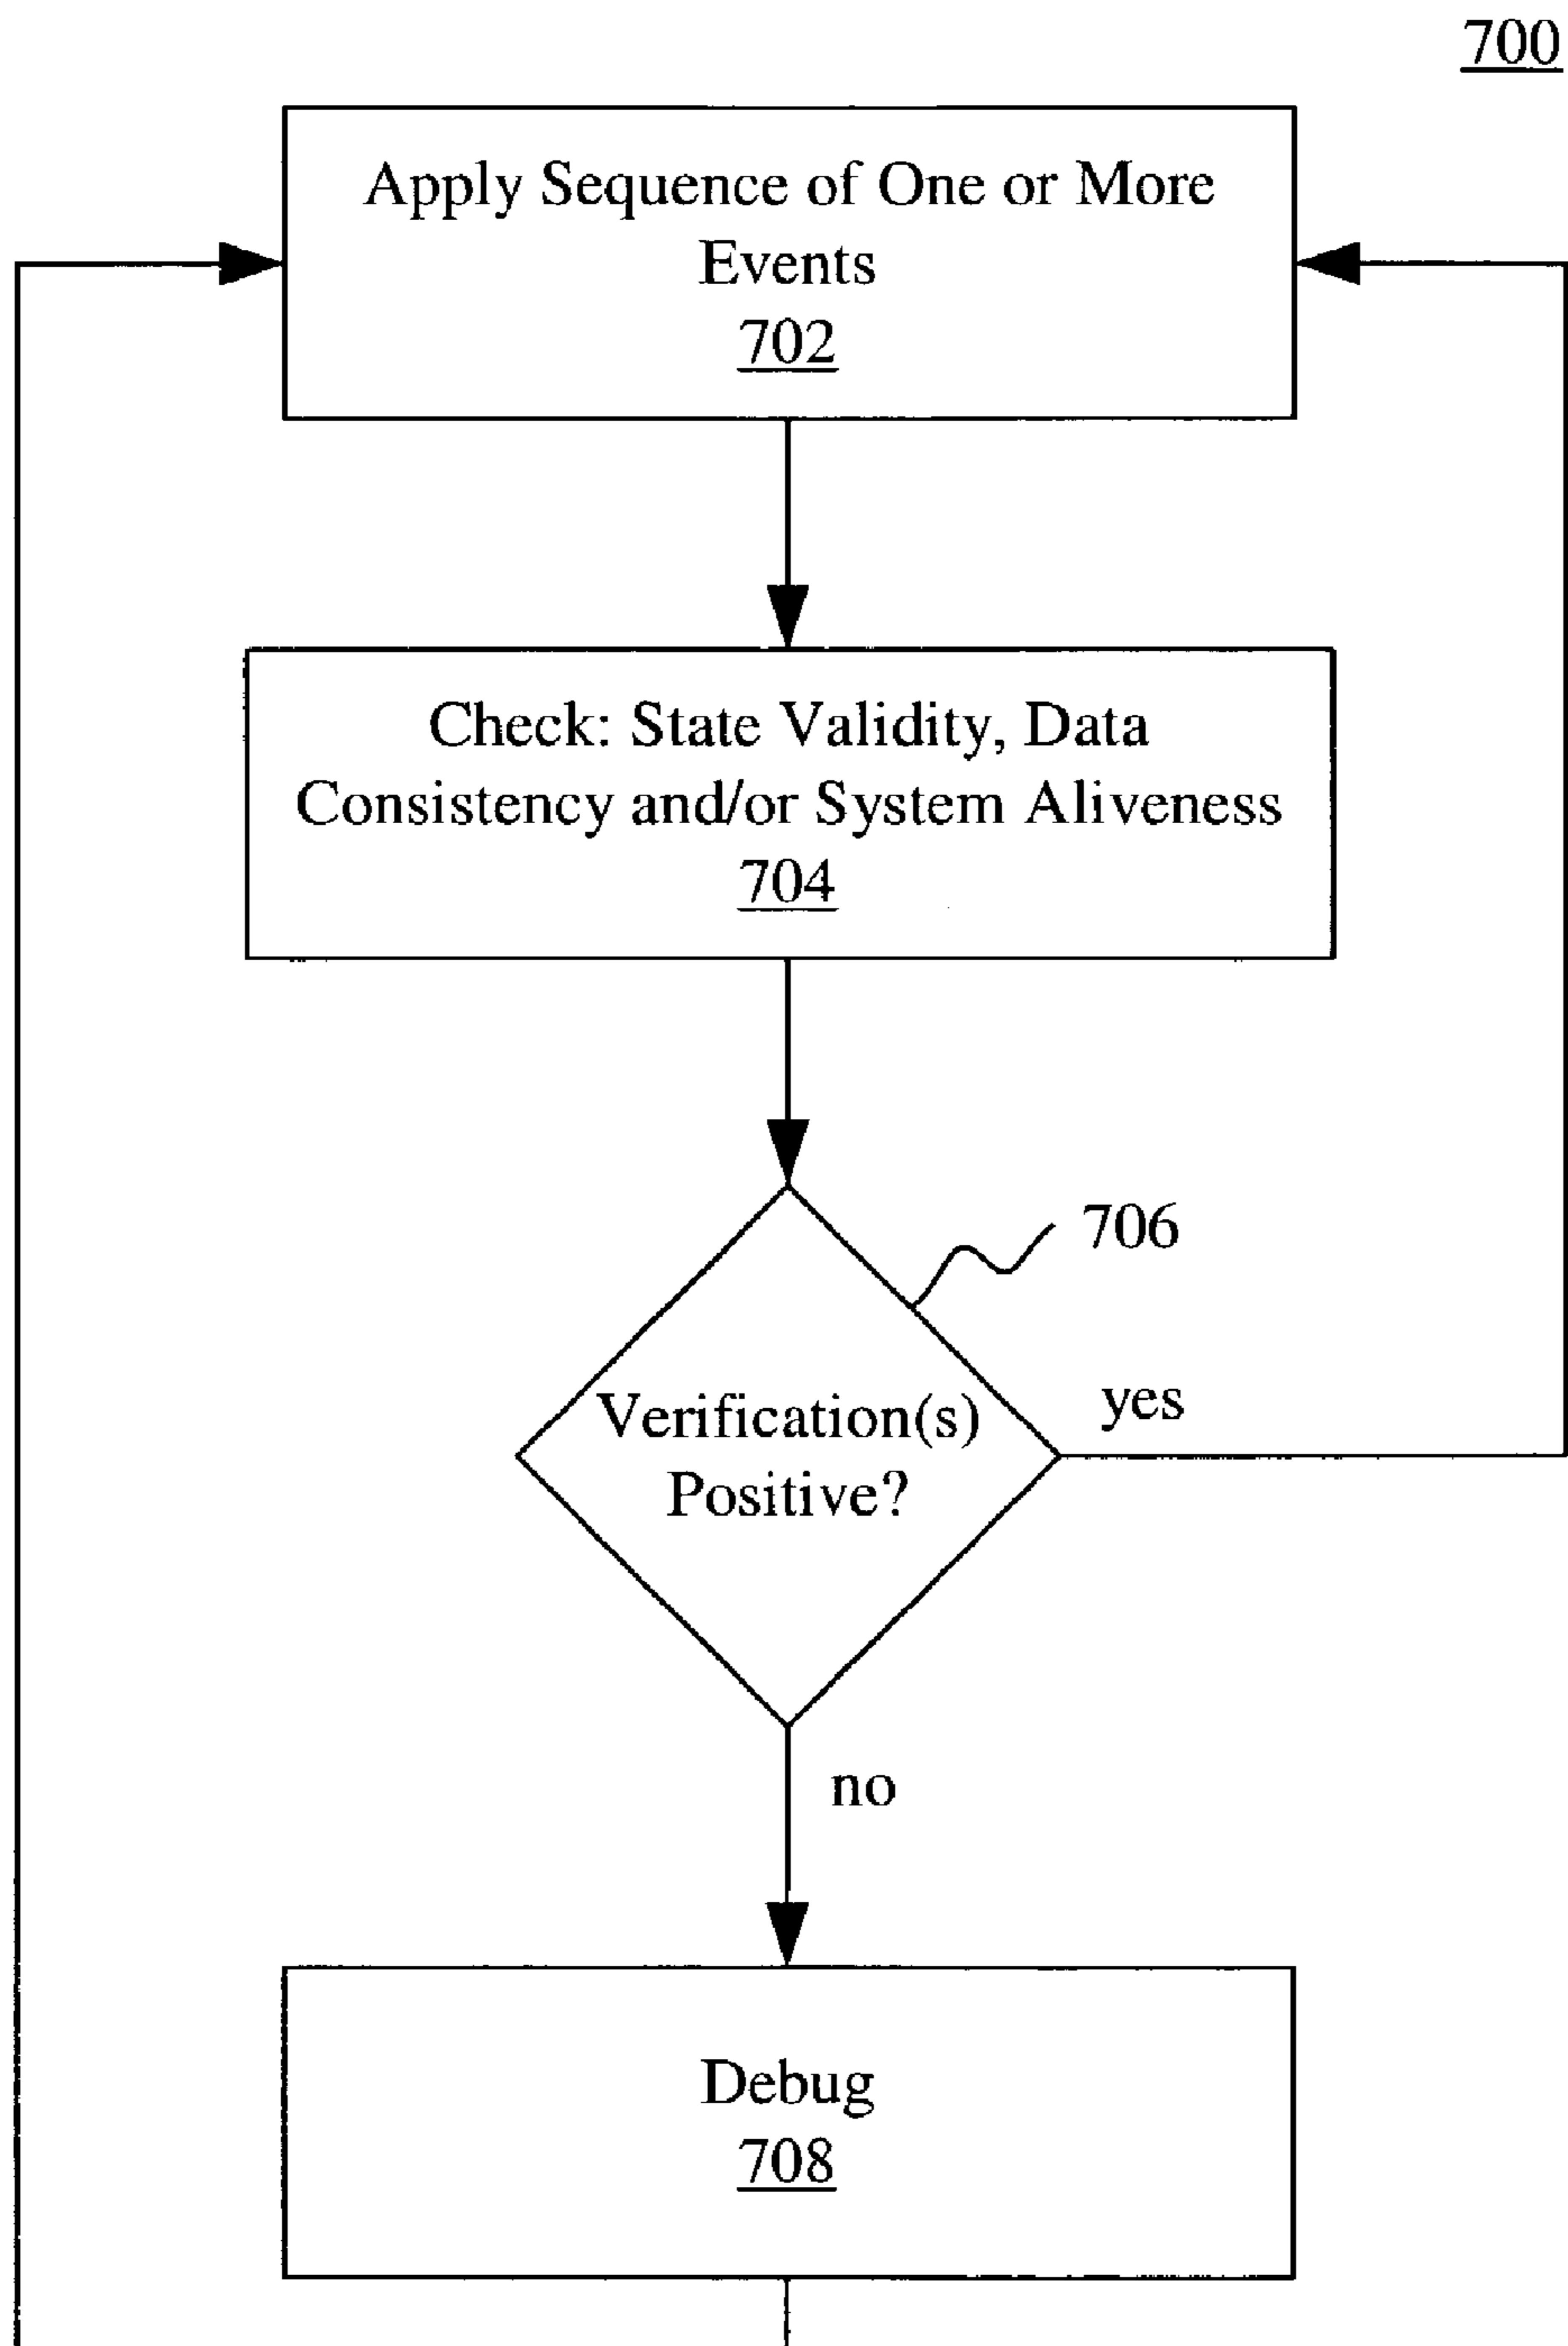 700
Apply Sequence of One or More
Events
702
Check: State Validity, Data
Consistency and/or System Aliveness
704
706
yes
Verification(s)
Positive?
no
Debug
708